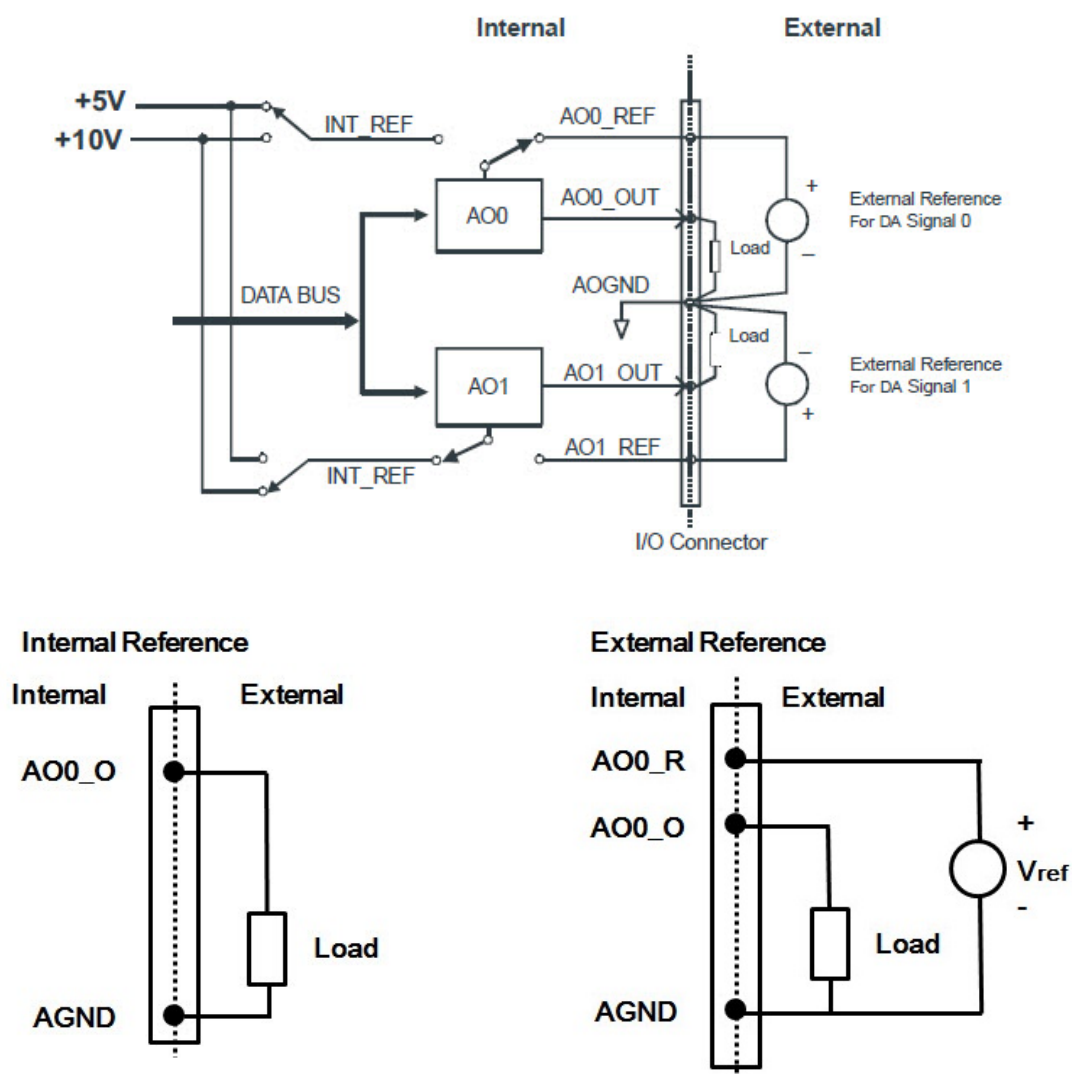 Internal External
+5V
+10V
INT_REF
AO0_REF
AO0
AO0_OUT
+
External Reference
For DA Signal 0
Load
–
AOGND
DATA BUS
Load
–
External Reference
For DA Signal 1
AO1
AO1_OUT
+
AO1_REF
INT_REF
I/O Connector
Internal Reference
Internal External
AO0_O
Load
AGND
External Reference
Internal External
AO0_R
AO0_O
+
Vref
-
Load
AGND